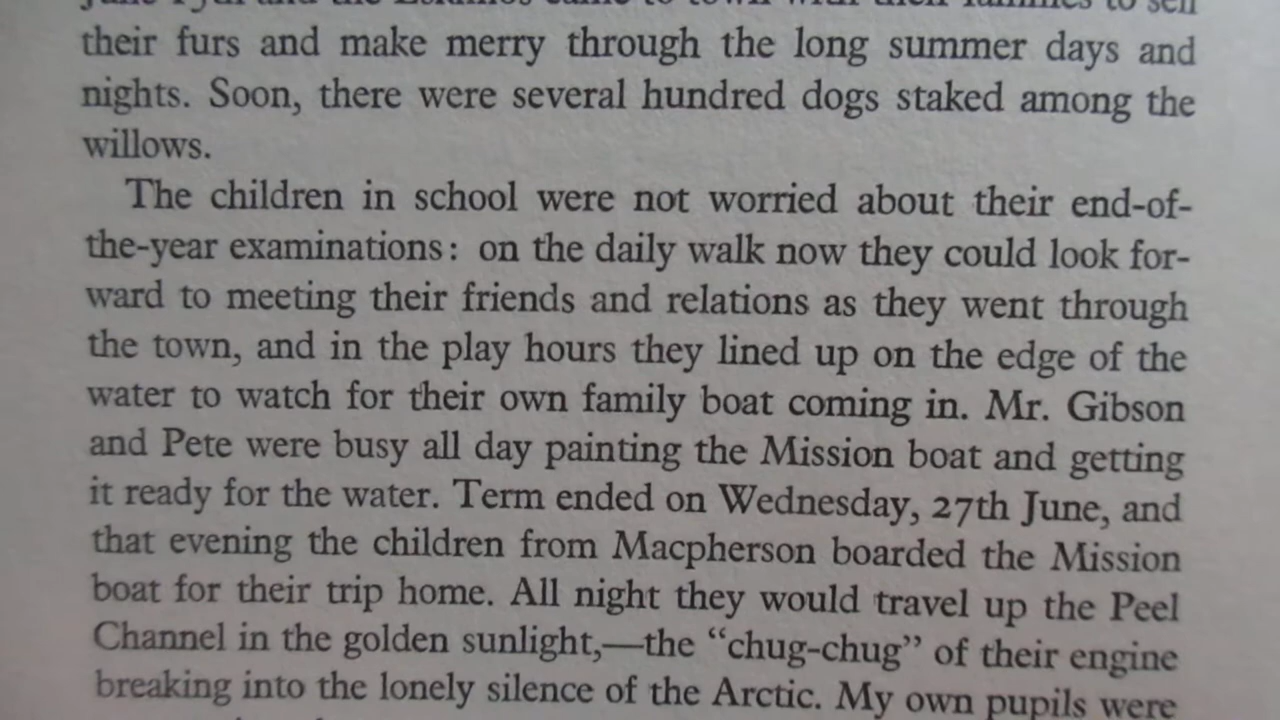 their furs and make merry through the long summer days and
nights. Soon, there were several hundred dogs staked among the
willows.
The children in school were not worried about their end-of-
the-year examinations: on the daily walk now they could look for-
ward to meeting their friends and relations as they went through
the town, and in the play hours they lined up on the edge of the
water to watch for their own family boat coming in. Mr. Gibson
and Pete were busy all day painting the Mission boat and getting
it ready for the water. Term ended on Wednesday, 27th June, and
that evening the children from Macpherson boarded the Mission
boat for their trip home. All night they would travel up the Peel
Channel in the golden sunlight,—the “chug-chug” of their engine
breaking into the lonely silence of the Arctic. My own pupils were